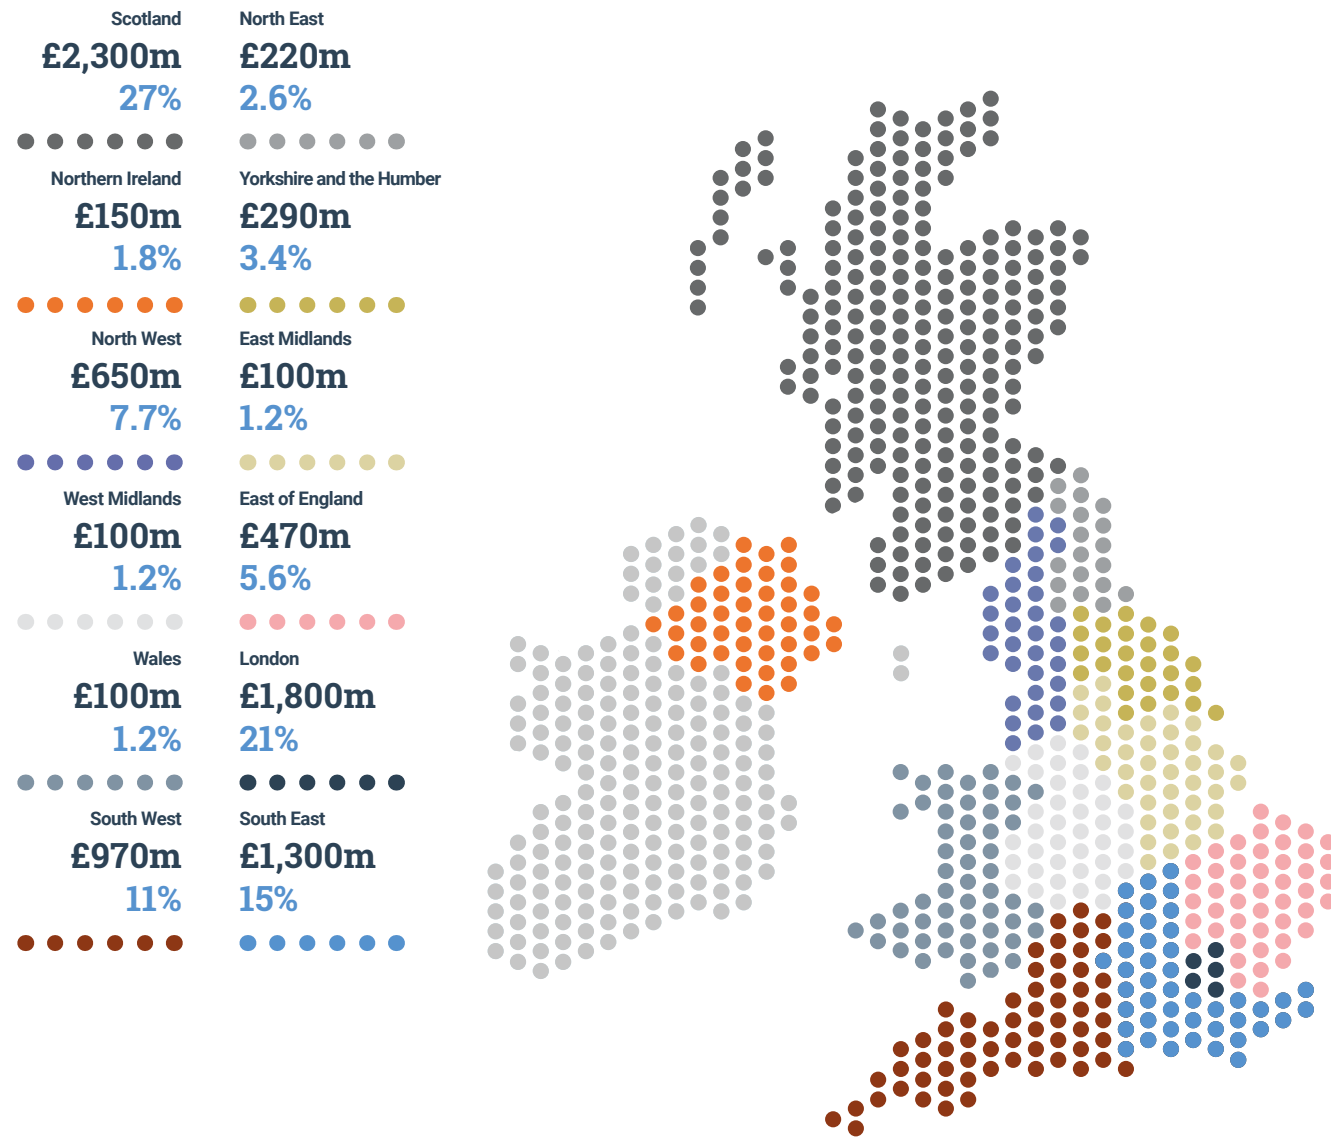 Scotland
£2,300m
27%
North East
£220m
2.6%
Northern Ireland
£150m
1.8%
Yorkshire and the Humber
£290m
3.4%
North West
£650m
7.7%
East Midlands
£100m
1.2%
West Midlands
£100m
1.2%
East of England
£470m
5.6%
Wales
£100m
1.2%
London
£1,800m
21%
South West
£970m
11%
South East
£1,300m
15%